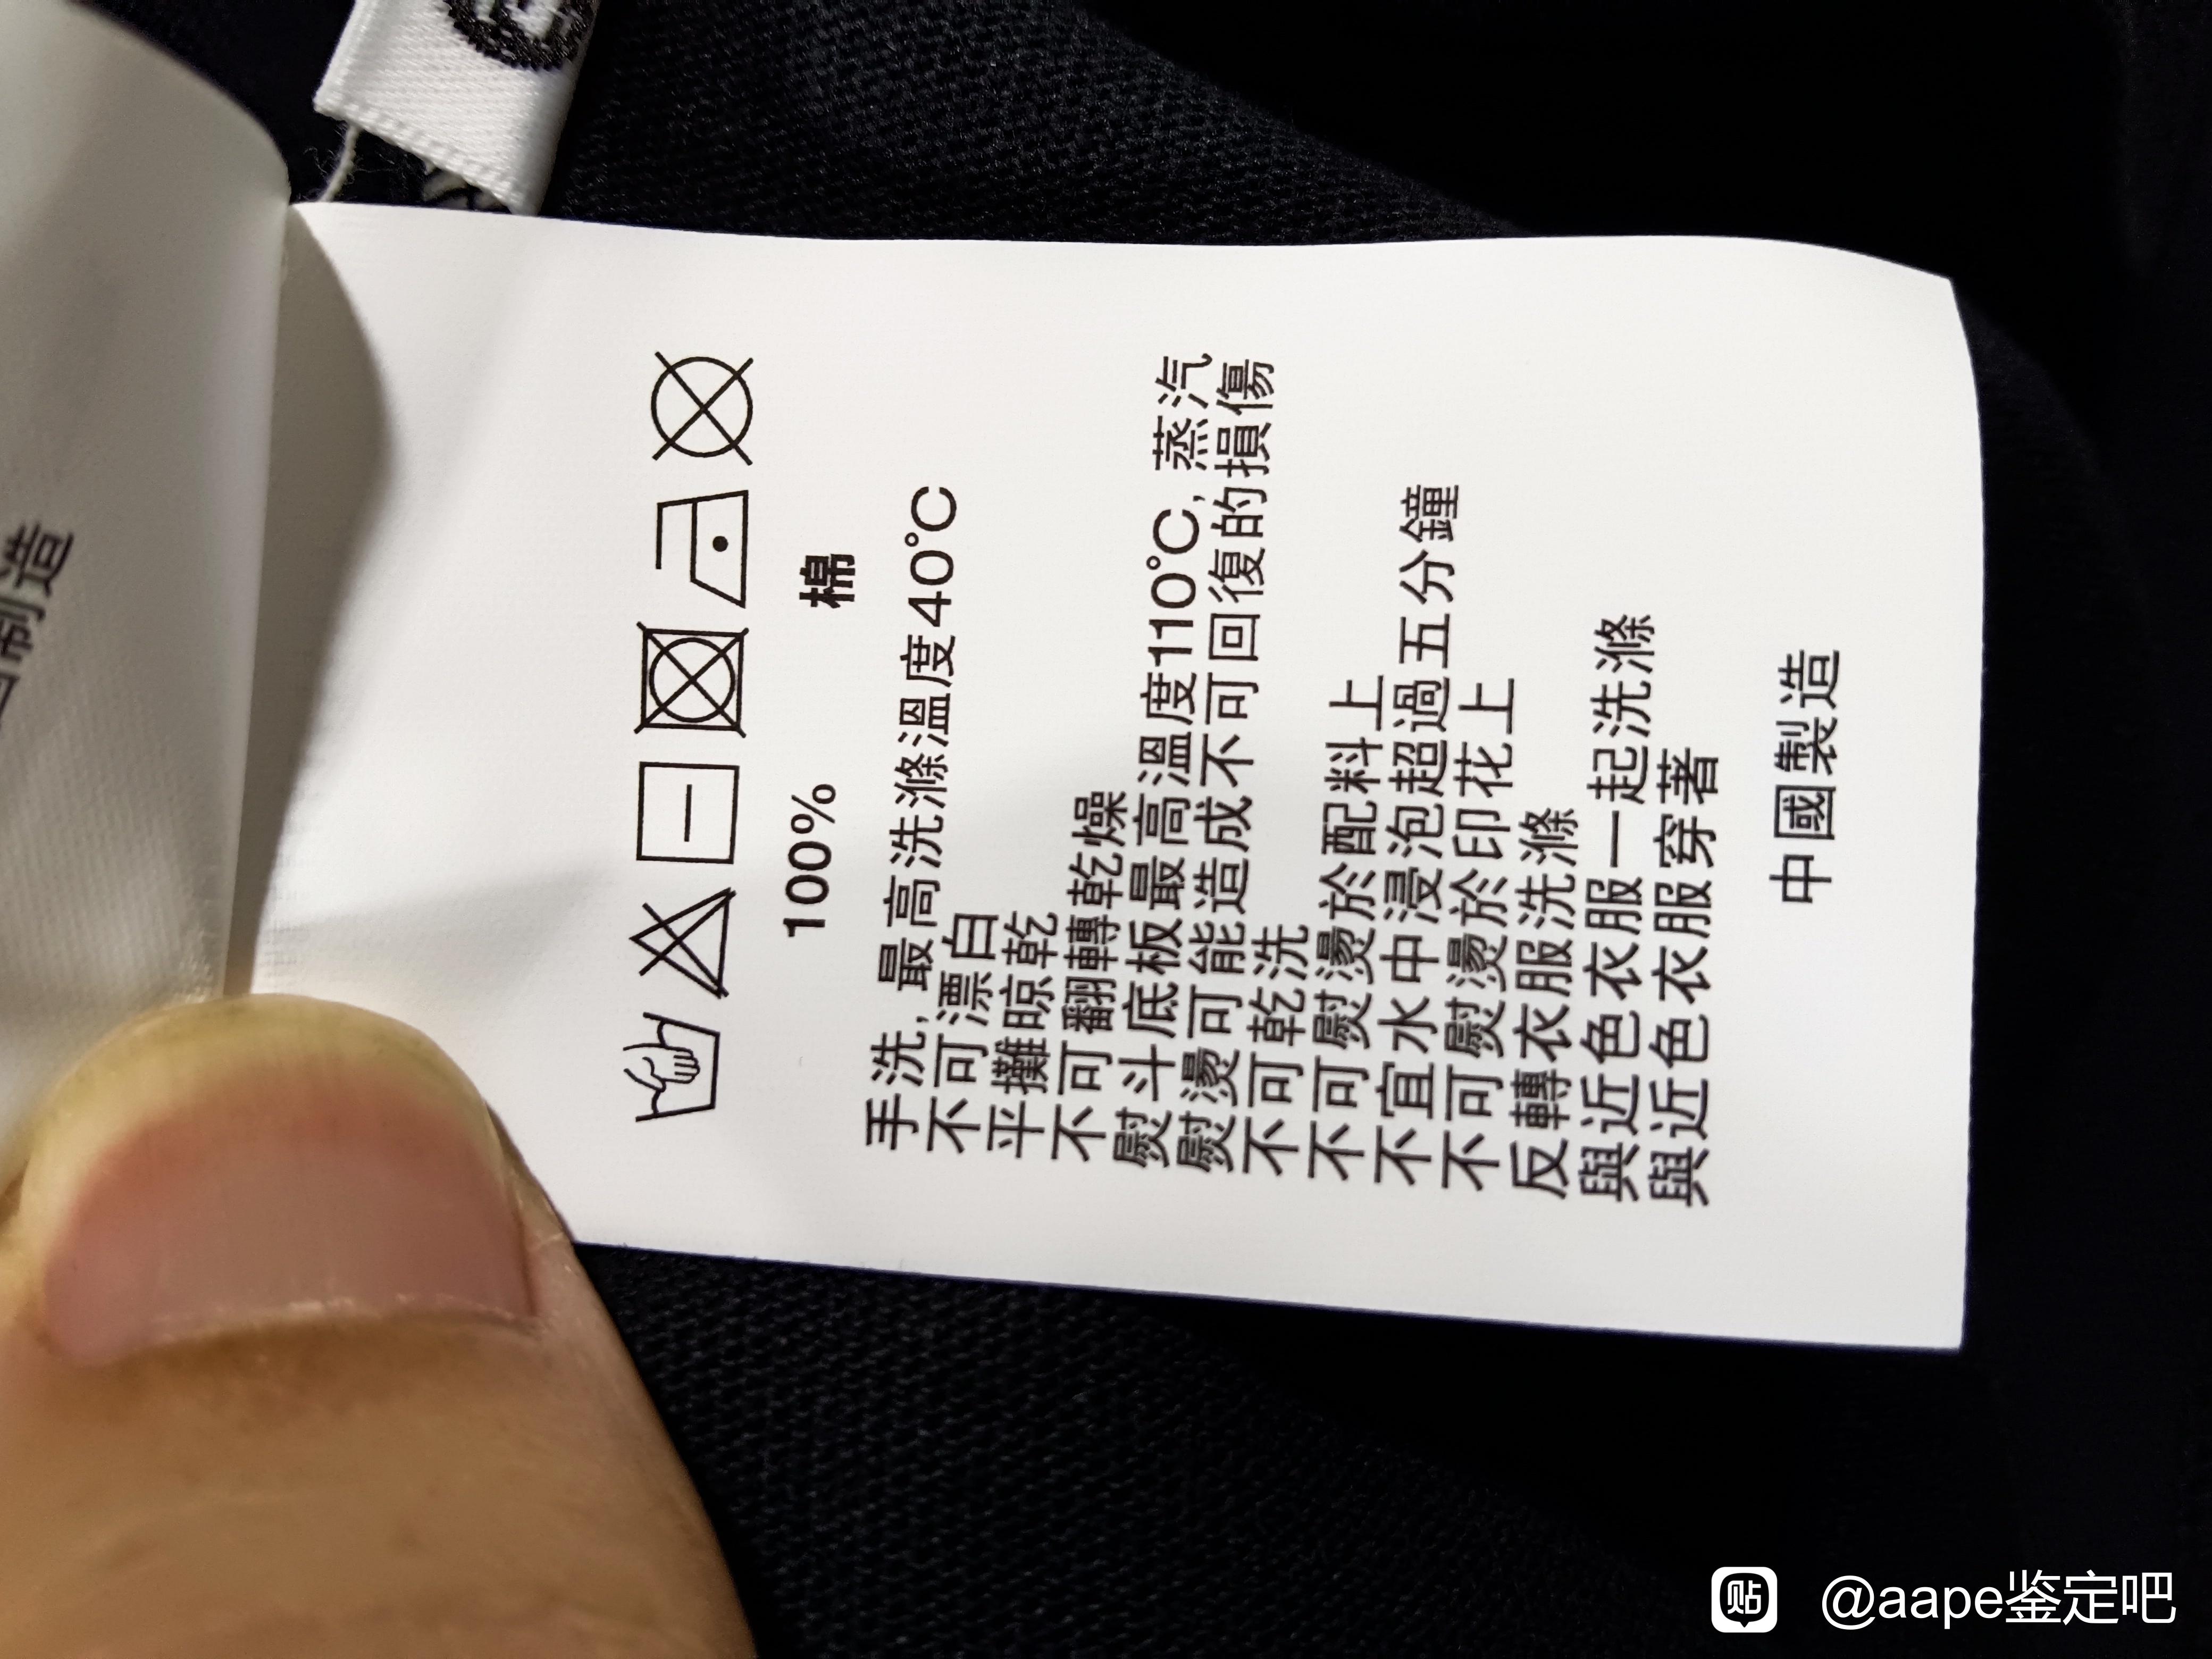 100% 棉
手洗,最高洗滌溫度40°C
不可漂白
平攤晾乾
不可翻轉乾燥
熨斗底板最高溫度110°C,蒸汽
熨燙可能造成不可回復的損傷
不可乾洗
不可熨燙於配料上
不宜水中浸泡超過五分鐘
不可熨燙於印花上
反轉衣服洗滌
與近色衣服一起洗滌
與近色衣服穿著
中國製造
制造
贴 @aape鉴定吧